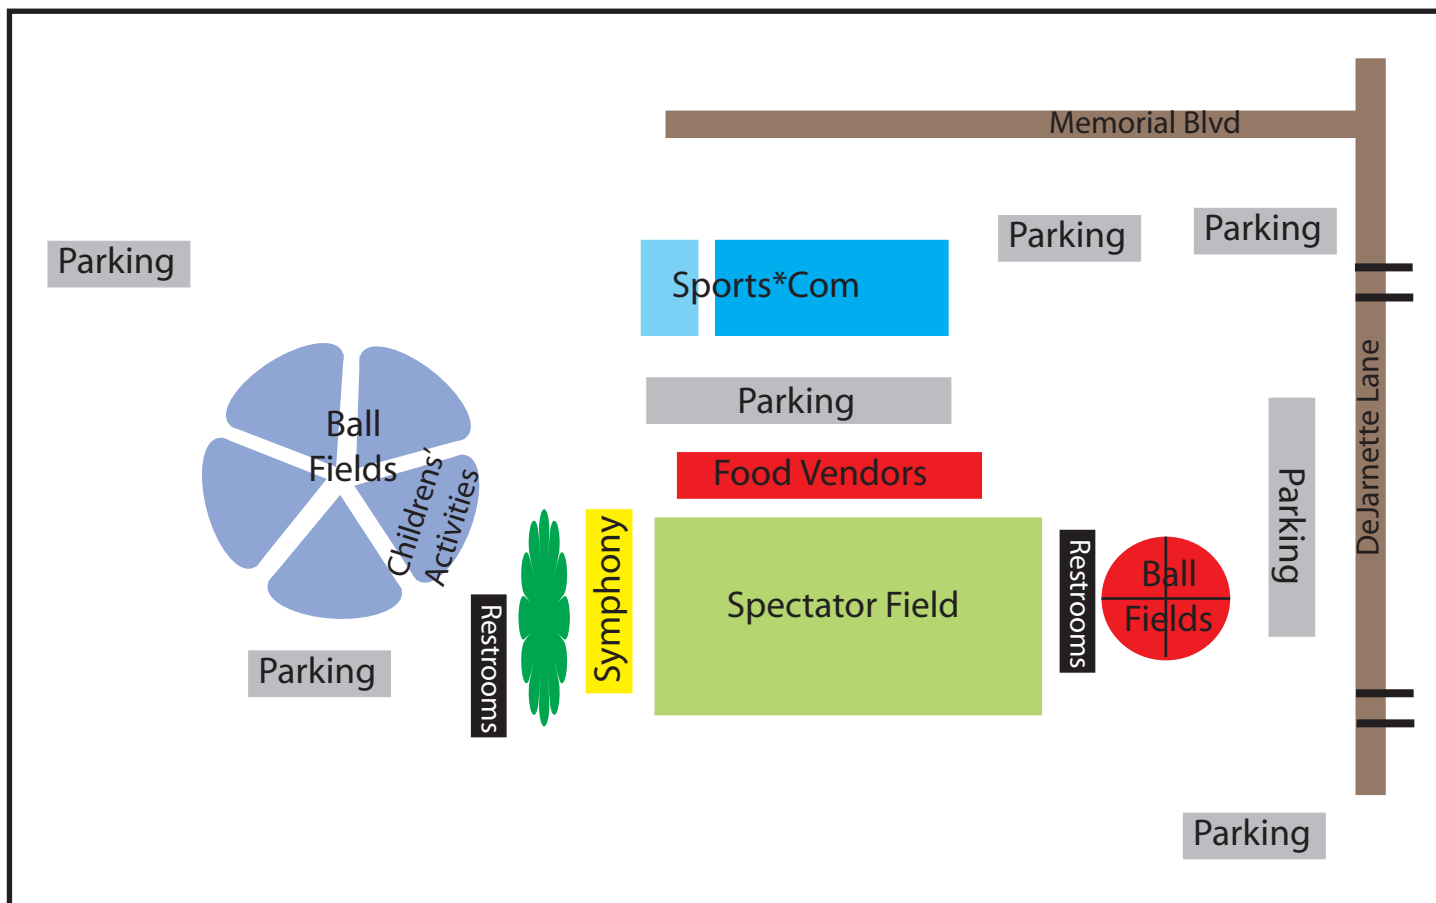 Memorial Blvd
Parking
Parking
Parking
Sports*Com
DeJarnette Lane
Parking
Ball
Fields
Childrens’
Activities
Food Vendors
Parking
Symphony
Spectator Field
Restrooms
Ball
Fields
Restrooms
Parking
Parking